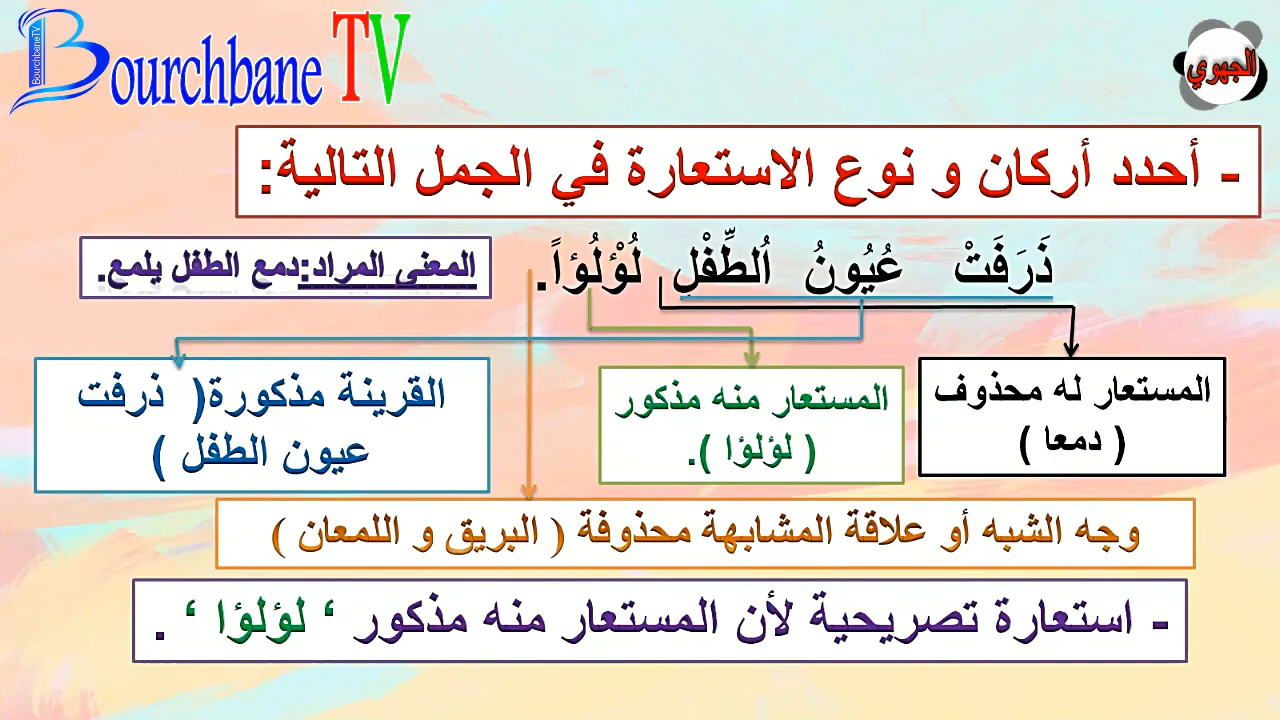 BourchbaneTV
Bourchbane TV
الجهوي
- أحدد أركان و نوع الاستعارة في الجمل التالية:
ذَرَفَتْ عُيُونُ اُلطِّفْلِ لُؤْلُؤاً.
المعنى المراد:دمع الطفل يلمع.
المستعار له محذوف
( دمعا )
المستعار منه مذكور
( لؤلؤا ).
القرينة مذكورة( ذرفت
عيون الطفل )
وجه الشبه أو علاقة المشابهة محذوفة ( البريق و اللمعان )
- استعارة تصريحية لأن المستعار منه مذكور ‘ لؤلؤا ‘ .